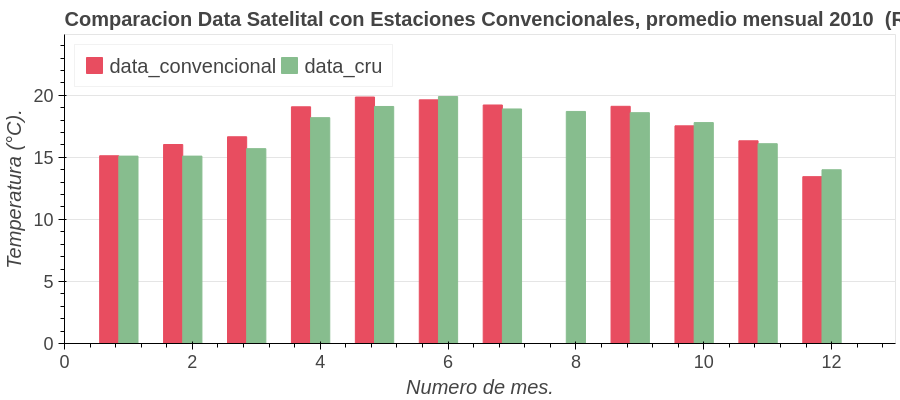 Comparacion Data Satelital con Estaciones Convencionales, promedio mensual 2010 (R
data_convencional data_cru
Temperatura (°C).
20
15
10
5
0
0 2 4 6 8 10 12
Numero de mes.